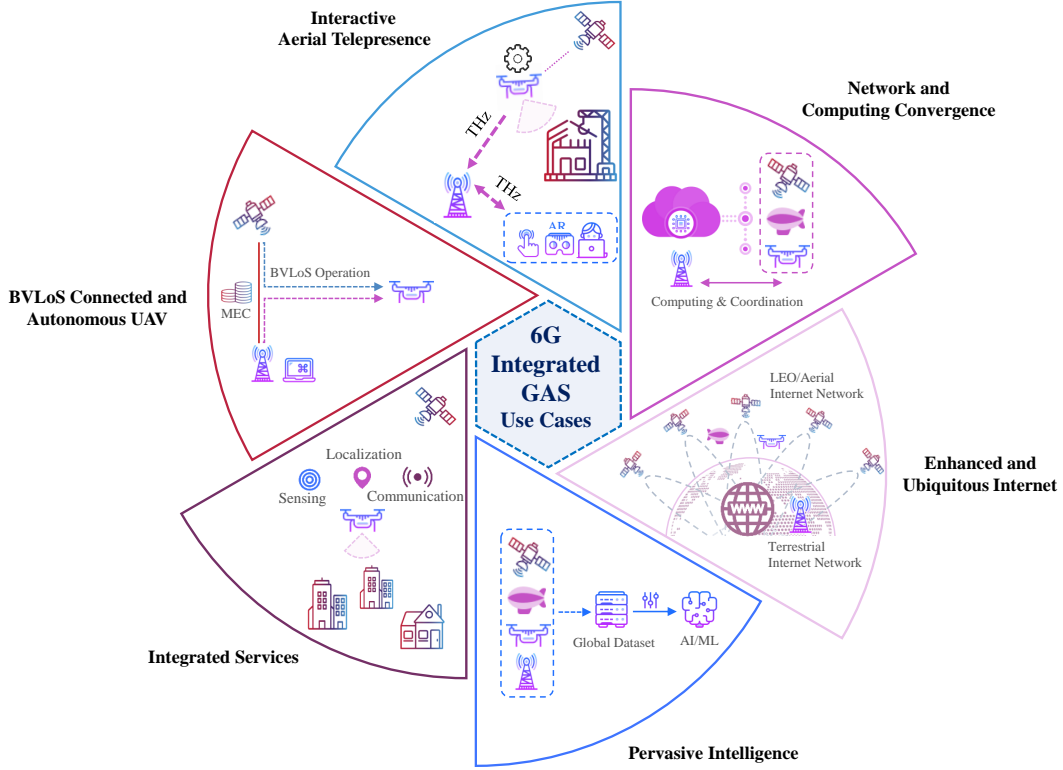 Interactive
Aerial Telepresence
THz
THz
AR
Network and
Computing Convergence
Computing & Coordination
BVLoS Connected and
Autonomous UAV
BVLoS Operation
MEC
⌘
6G
Integrated
GAS
Use Cases
LEO/Aerial
Internet Network
WWW
Terrestrial
Internet Network
Enhanced and
Ubiquitous Internet
Localization
Sensing
Communication
Integrated Services
Global Dataset
AI/ML
Pervasive Intelligence